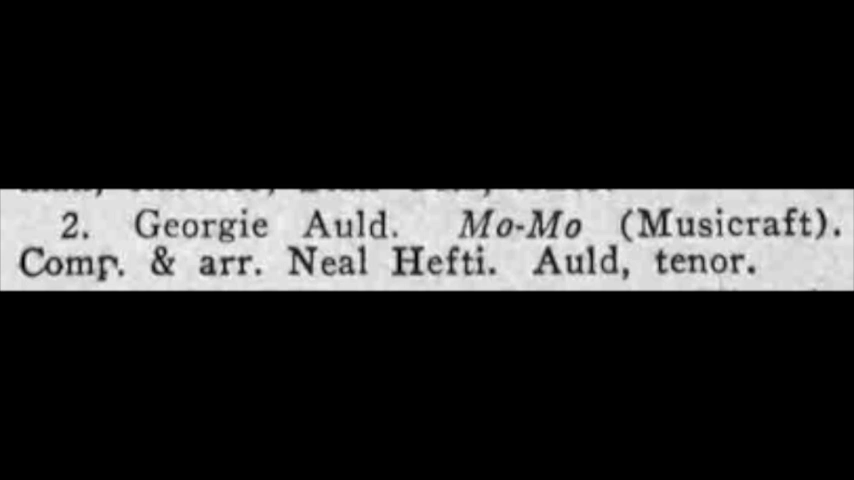 2. Georgie Auld. Mo-Mo (Musicraft).
Comp. & arr. Neal Hefti. Auld, tenor.